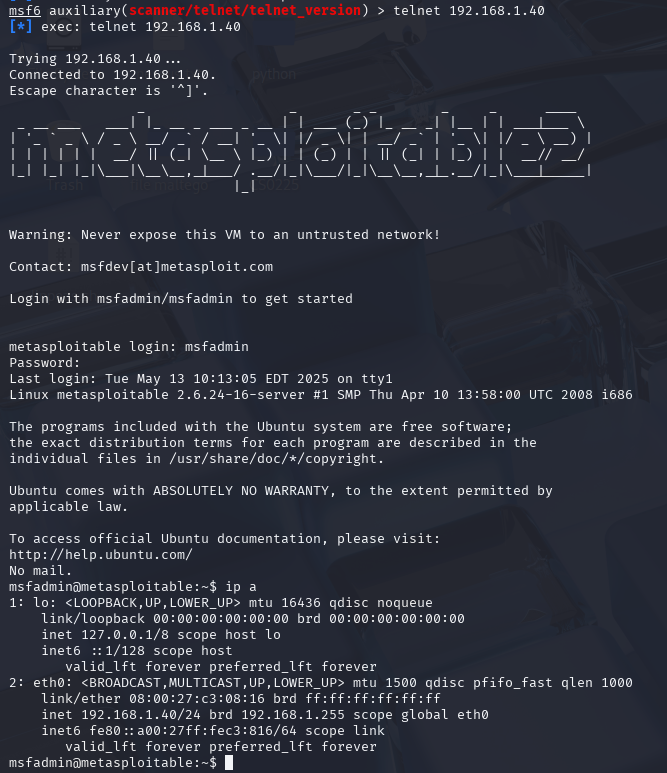 msf6 auxiliary(scanner/telnet/telnet_version) > telnet 192.168.1.40
[*] exec: telnet 192.168.1.40
Trying 192.168.1.40...
Connected to 192.168.1.40.
Escape character is '^]'.
metasploitable2
Warning: Never expose this VM to an untrusted network!
Contact: msfdev[at]metasploit.com
Login with msfadmin/msfadmin to get started
metasploitable login: msfadmin
Password:
Last login: Tue May 13 10:13:05 EDT 2025 on tty1
Linux metasploitable 2.6.24-16-server #1 SMP Thu Apr 10 13:58:00 UTC 2008 i686
The programs included with the Ubuntu system are free software;
the exact distribution terms for each program are described in the
individual files in /usr/share/doc/*/copyright.
Ubuntu comes with ABSOLUTELY NO WARRANTY, to the extent permitted by
applicable law.
To access official Ubuntu documentation, please visit:
http://help.ubuntu.com/
No mail.
msfadmin@metasploitable:~$ ip a
1: lo: <LOOPBACK,UP,LOWER_UP> mtu 16436 qdisc noqueue
    link/loopback 00:00:00:00:00:00 brd 00:00:00:00:00:00
    inet 127.0.0.1/8 scope host lo
    inet6 ::1/128 scope host
       valid_lft forever preferred_lft forever
2: eth0: <BROADCAST,MULTICAST,UP,LOWER_UP> mtu 1500 qdisc pfifo_fast qlen 1000
    link/ether 08:00:27:c3:08:16 brd ff:ff:ff:ff:ff:ff
    inet 192.168.1.40/24 brd 192.168.1.255 scope global eth0
    inet6 fe80::a00:27ff:fec3:816/64 scope link
       valid_lft forever preferred_lft forever
msfadmin@metasploitable:~$